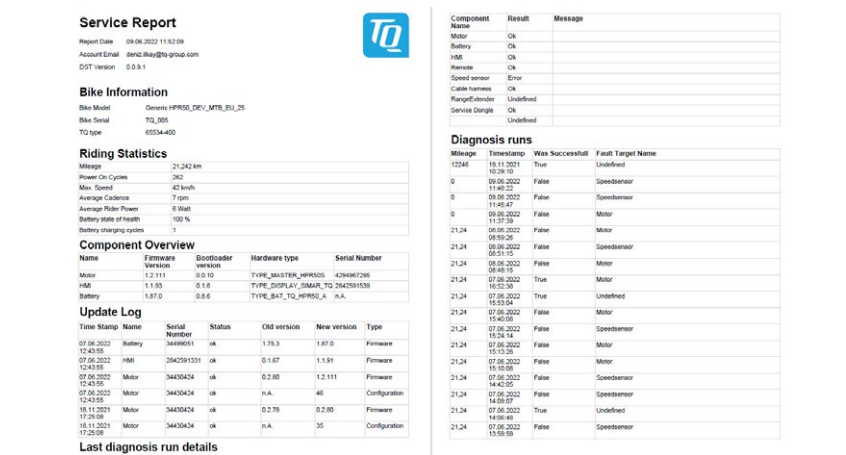 Service Report
TQ
Report Date 09.06.2022 11:52:09
Account Email deniz.ilkay@tq-group.com
DST Version 0.0.9.1
Bike Information
Bike Model Generic HPR50_DEV_MTB_EU_25
Bike Serial TQ_005
TQ type 65534-400
Riding Statistics
Mileage 21,242 km
Power On Cycles 262
Max. Speed 42 km/h
Average Cadence 7 rpm
Average Rider Power 6 Watt
Battery state of health 100 %
Battery charging cycles 1
Component Overview
Name Firmware Version Bootloader version Hardware type Serial Number
Motor 1.2.111 0.0.10 TYPE_MASTER_HPR50S 4294967295
HMI 1.1.93 0.1.6 TYPE_DISPLAY_SIMAR_TQ 2842591539
Battery 1.87.0 0.8.6 TYPE_BAT_TQ_HPR50_A n.A.
Update Log
Time Stamp Name Serial Number Status Old version New version Type
07.06.2022 12:43:55 Battery 34499051 ok 1.75.3 1.87.0 Firmware
07.06.2022 12:43:55 HMI 2842591331 ok 0.1.67 1.1.91 Firmware
07.06.2022 12:43:55 Motor 34430424 ok 0.2.80 1.2.111 Firmware
07.06.2022 12:43:55 Motor 34430424 ok n.A. 46 Configuration
18.11.2021 17:25:08 Motor 34430424 ok 0.2.78 0.2.80 Firmware
18.11.2021 17:25:08 Motor 34430424 ok n.A. 35 Configuration
Last diagnosis run details
Component Name Result Message
Motor Ok
Battery Ok
HMI Ok
Remote Ok
Speed sensor Error
Cable harness Ok
RangeExtender Undefined
Service Dongle Ok
Undefined
Diagnosis runs
Mileage Timestamp Was Successfull Fault Target Name
12246 19.11.2021 10:29:10 True Undefined
0 09.06.2022 11:48:22 False Speedsensor
0 09.06.2022 11:45:47 False Speedsensor
0 09.06.2022 11:37:39 False Motor
21,24 08.06.2022 08:59:26 False Motor
21,24 08.06.2022 08:51:15 False Speedsensor
21,24 08.06.2022 08:48:15 False Motor
21,24 07.06.2022 16:52:38 True Motor
21,24 07.06.2022 15:53:04 True Undefined
21,24 07.06.2022 15:40:08 False Motor
21,24 07.06.2022 15:24:14 False Speedsensor
21,24 07.06.2022 15:13:26 False Motor
21,24 07.06.2022 15:10:08 False Motor
21,24 07.06.2022 14:42:05 False Speedsensor
21,24 07.06.2022 14:09:07 False Speedsensor
21,24 07.06.2022 14:06:48 True Undefined
21,24 07.06.2022 13:59:59 False Speedsensor